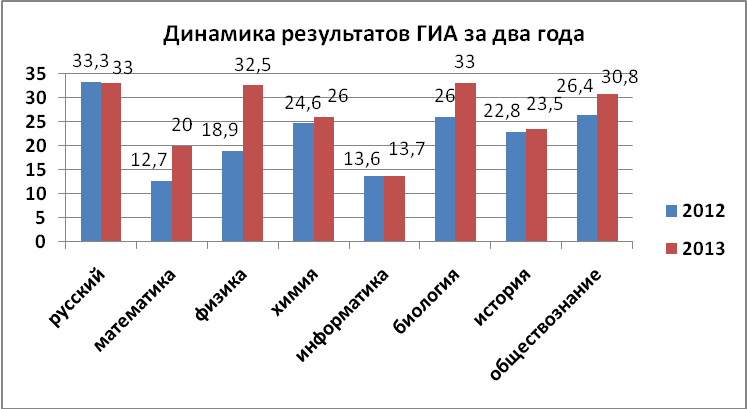 Динамика результатов ГИА за два года
33,3
33
12,7
20
18,9
32,5
24,6
26
13,6
13,7
26
33
22,8
23,5
26,4
30,8
35
30
25
20
15
10
5
0
русский
математика
физика
химия
информатика
биология
история
обществознание
2012
2013